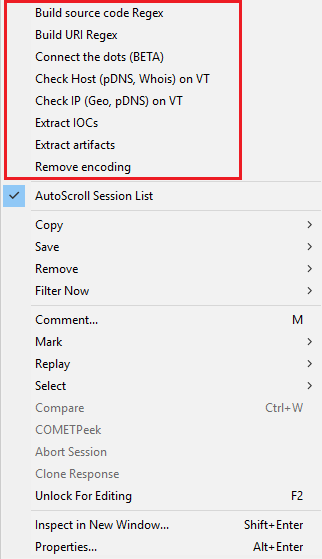 Build source code Regex
Build URI Regex
Connect the dots (BETA)
Check Host (pDNS, Whois) on VT
Check IP (Geo, pDNS) on VT
Extract IOCs
Extract artifacts
Remove encoding
AutoScroll Session List
Copy
Save
Remove
Filter Now
Comment... M
Mark
Replay
Select
Compare Ctrl+W
COMETPeek
Abort Session
Clone Response
Unlock For Editing F2
Inspect in New Window... Shift+Enter
Properties... Alt+Enter